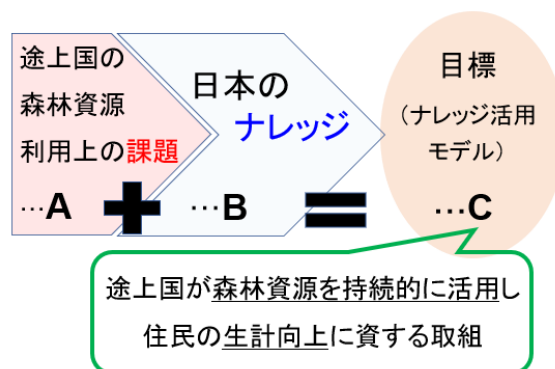 途上国の
森林資源
利用上の課題
…A
日本の
ナレッジ
…B
目標
（ナレッジ活用
モデル）
…C
途上国が森林資源を持続的に活用し
住民の生計向上に資する取組